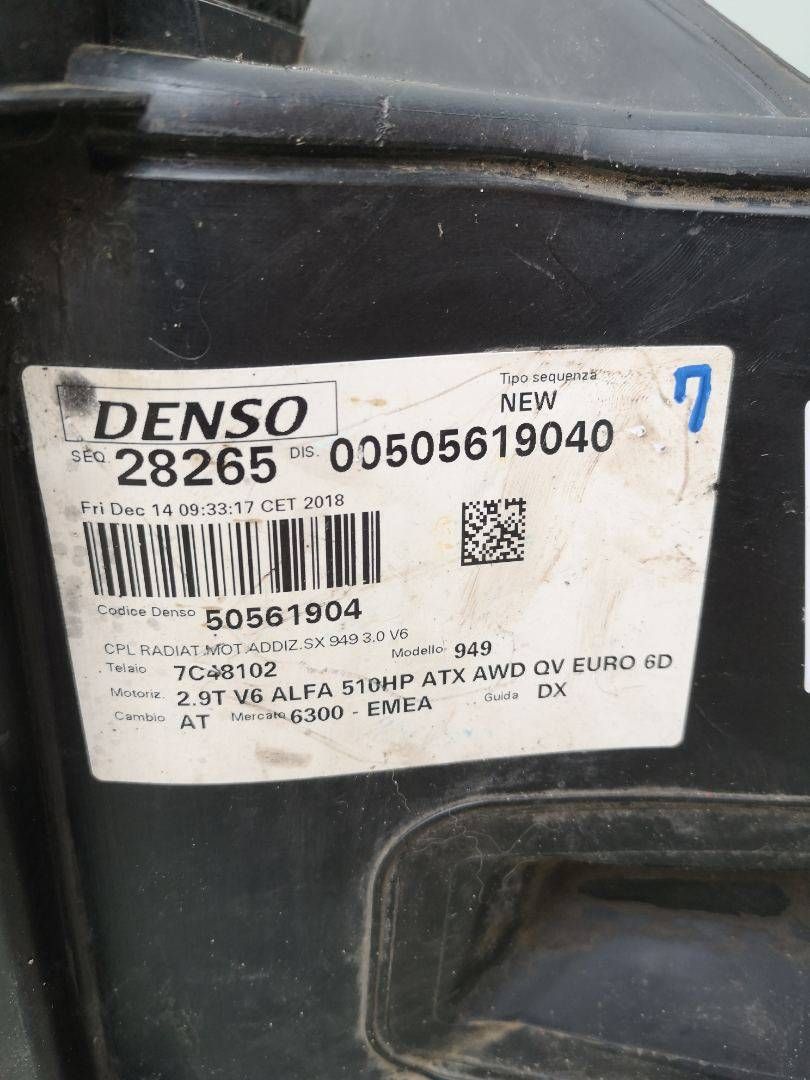 DENSO
Tipo sequenza
NEW
7
SEQ. 28265 DIS. 00505619040
Fri Dec 14 09:33:17 CET 2018
Codice Denso 50561904
CPL RADIAT.MOT.ADDIZ.SX 949 3.0 V6
Telaio 7C48102 Modello 949
Motoriz. 2.9T V6 ALFA 510HP ATX AWD QV EURO 6D
Cambio AT Mercato 6300 - EMEA Guida DX